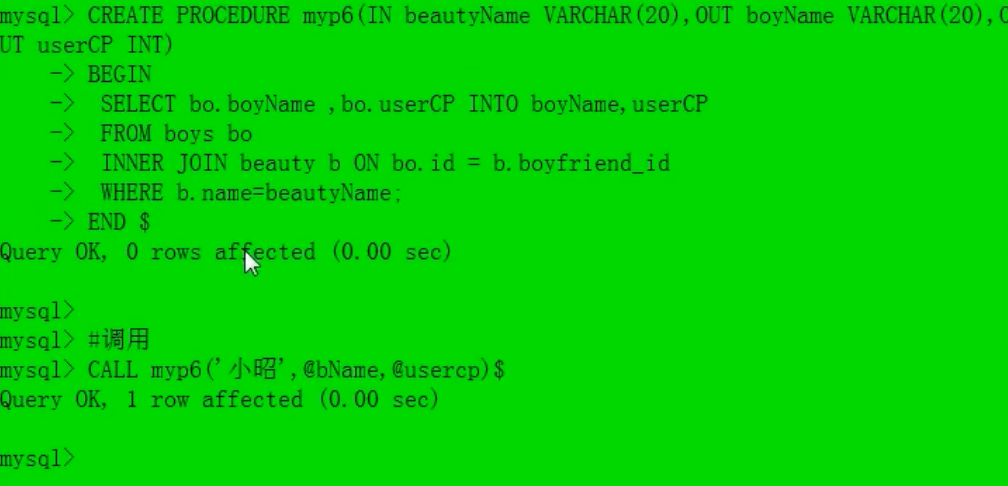 mysql> CREATE PROCEDURE myp6(IN beautyName VARCHAR(20),OUT boyName VARCHAR(20),O
UT userCP INT)
    -> BEGIN
    ->  SELECT bo.boyName ,bo.userCP INTO boyName,userCP
    ->  FROM boys bo
    ->  INNER JOIN beauty b ON bo.id = b.boyfriend_id
    ->  WHERE b.name=beautyName;
    -> END $
Query OK, 0 rows affected (0.00 sec)
mysql>
mysql> #调用
mysql> CALL myp6('小昭',@bName,@usercp)$
Query OK, 1 row affected (0.00 sec)
mysql>